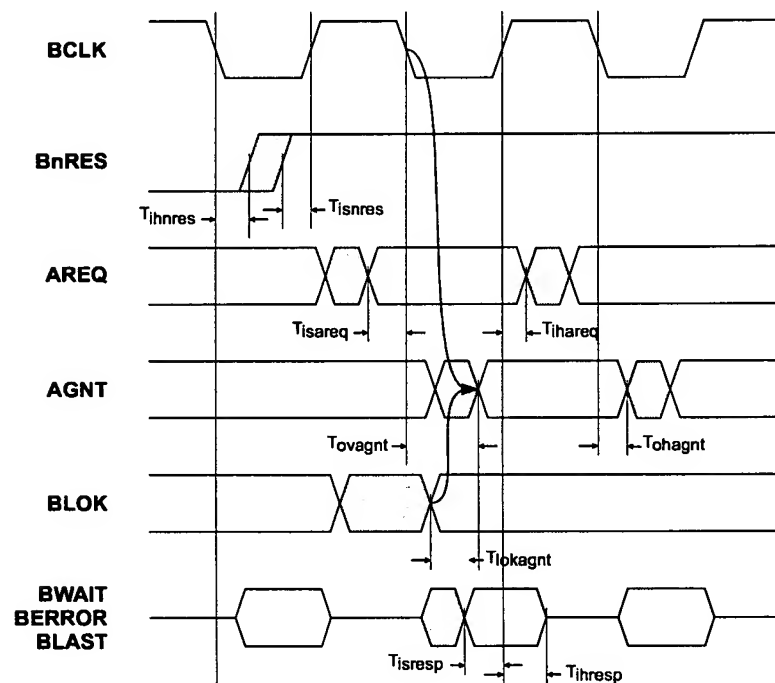 BCLK
BnRES
Tihnres
Tisnres
AREQ
Tisareq
Tihareq
AGNT
Tovagnt
Tohagnt
BLOK
Tlokagnt
BWAIT
BERROR
BLAST
Tisresp
Tihresp